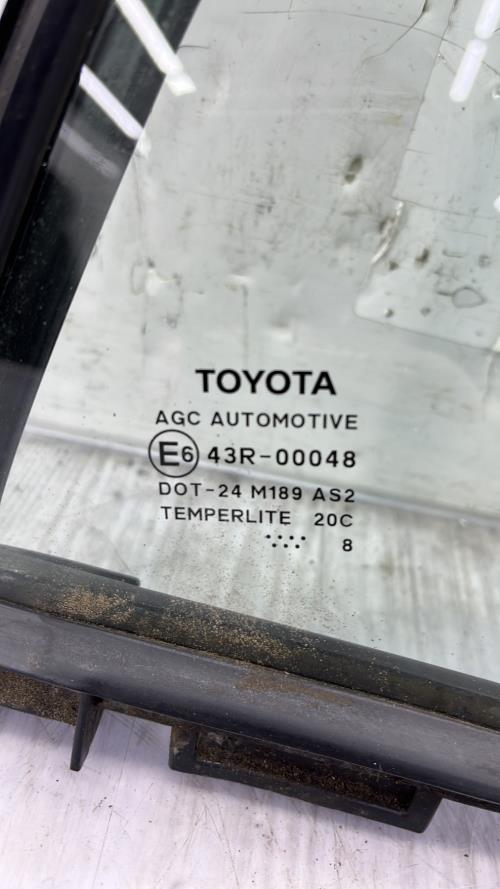 TOYOTA
AGC AUTOMOTIVE
E6 43R-00048
DOT-24 M189 AS2
TEMPERLITE 20C
8